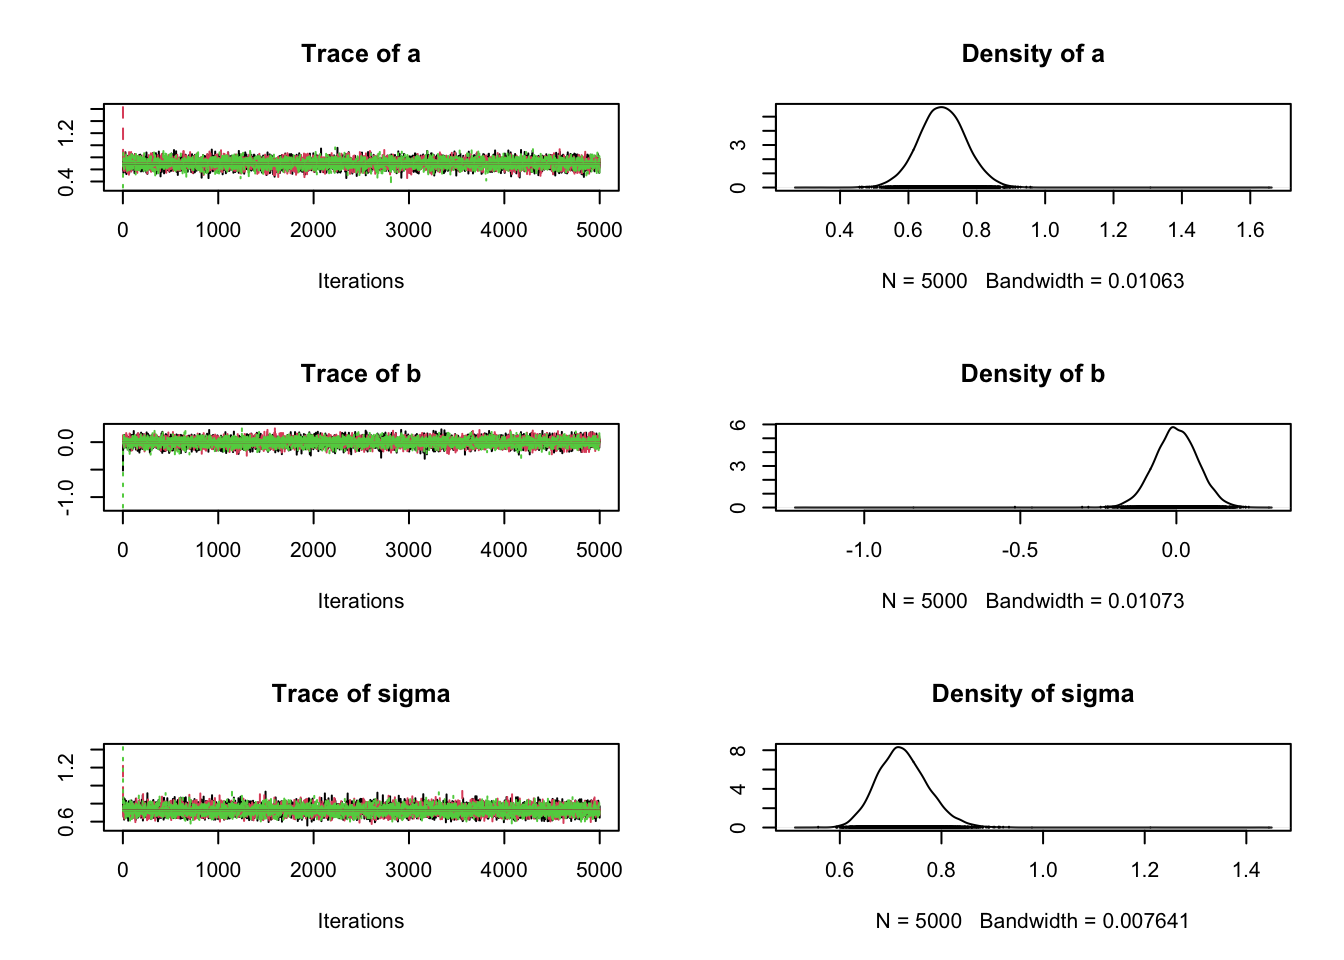 Trace of a
1.2
0.4
0 1000 2000 3000 4000 5000
Iterations
Density of a
3
0
0.4 0.6 0.8 1.0 1.2 1.4 1.6
N = 5000 Bandwidth = 0.01063
Trace of b
0.0
-1.0
0 1000 2000 3000 4000 5000
Iterations
Density of b
6
3
0
-1.0 -0.5 0.0
N = 5000 Bandwidth = 0.01073
Trace of sigma
1.2
0.6
0 1000 2000 3000 4000 5000
Iterations
Density of sigma
8
4
0
0.6 0.8 1.0 1.2 1.4
N = 5000 Bandwidth = 0.007641